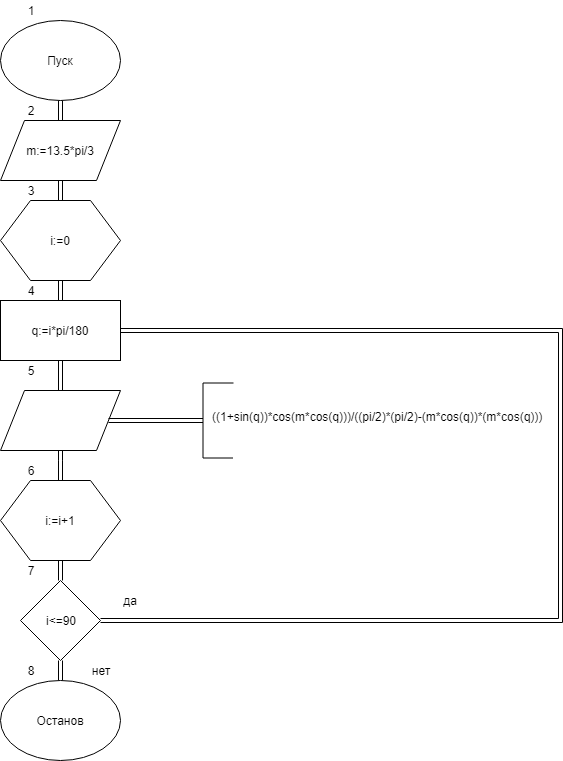 1
Пуск
2
m:=13.5*pi/3
3
i:=0
4
q:=i*pi/180
5
((1+sin(q))*cos(m*cos(q)))/((pi/2)*(pi/2)-(m*cos(q))*(m*cos(q)))
6
i:=i+1
7
да
i<=90
8
нет
Останов